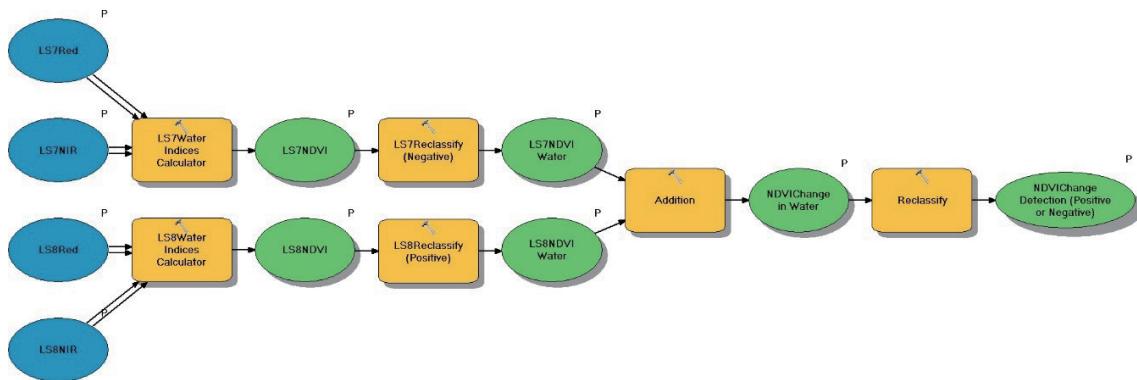 P
LS7Red
P
LS7NIR
LS7Water
Indices
Calculator
P
LS7NDVI
LS7Reclassify
(Negative)
P
LS7NDVI
Water
P
LS8Red
LS8Water
Indices
Calculator
P
LS8NDVI
LS8Reclassify
(Positive)
P
LS8NDVI
Water
P
LS8NIR
Addition
P
NDVIChange
in Water
Reclassify
P
NDVIChange
Detection (Positive
or Negative)